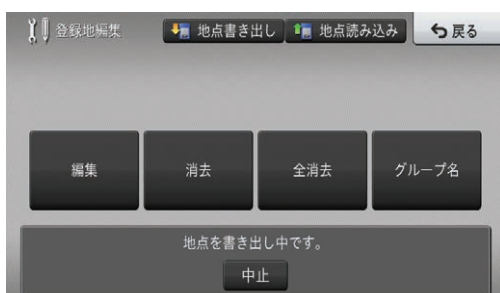 登録地編集
地点書き出し
地点読み込み
戻る
編集
消去
全消去
グループ名
地点を書き出し中です。
中止